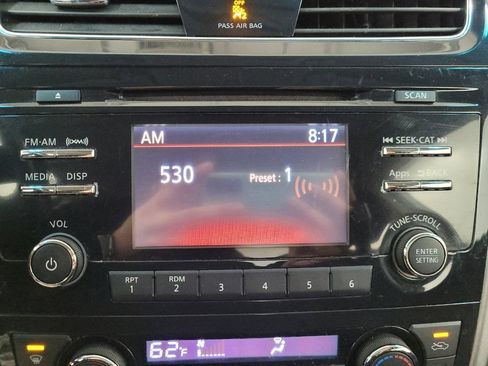 OFF
PASS AIR BAG
SCAN
FM·AM (((XM)))
SEEK·CAT
AM 8:17
530 Preset : 1
MEDIA DISP
Apps BACK
VOL
TUNE·SCROLL
ENTER
SETTING
RPT RDM
1 2 3 4 5 6
62°F